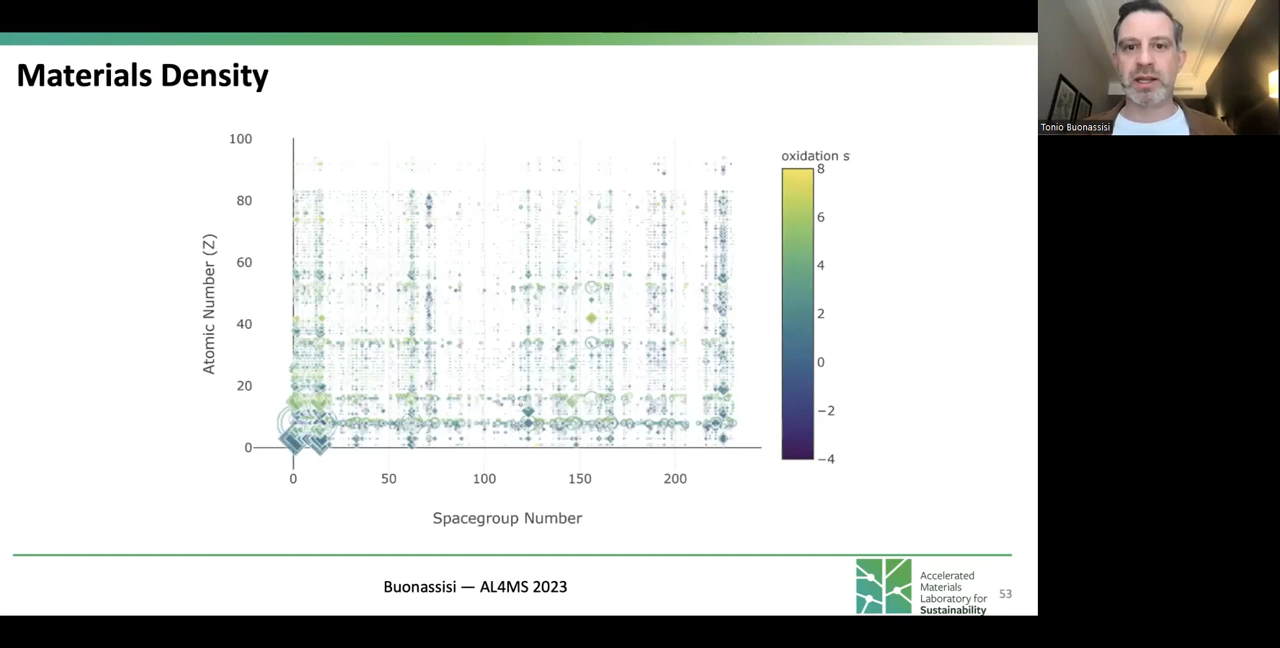 Materials Density
Tonio Buonassisi
100
80
60
40
20
0
Atomic Number (Z)
0
50
100
150
200
Spacegroup Number
oxidation s
8
6
4
2
0
−2
−4
Buonassisi — AL4MS 2023
Accelerated
Materials
Laboratory for
Sustainability
53